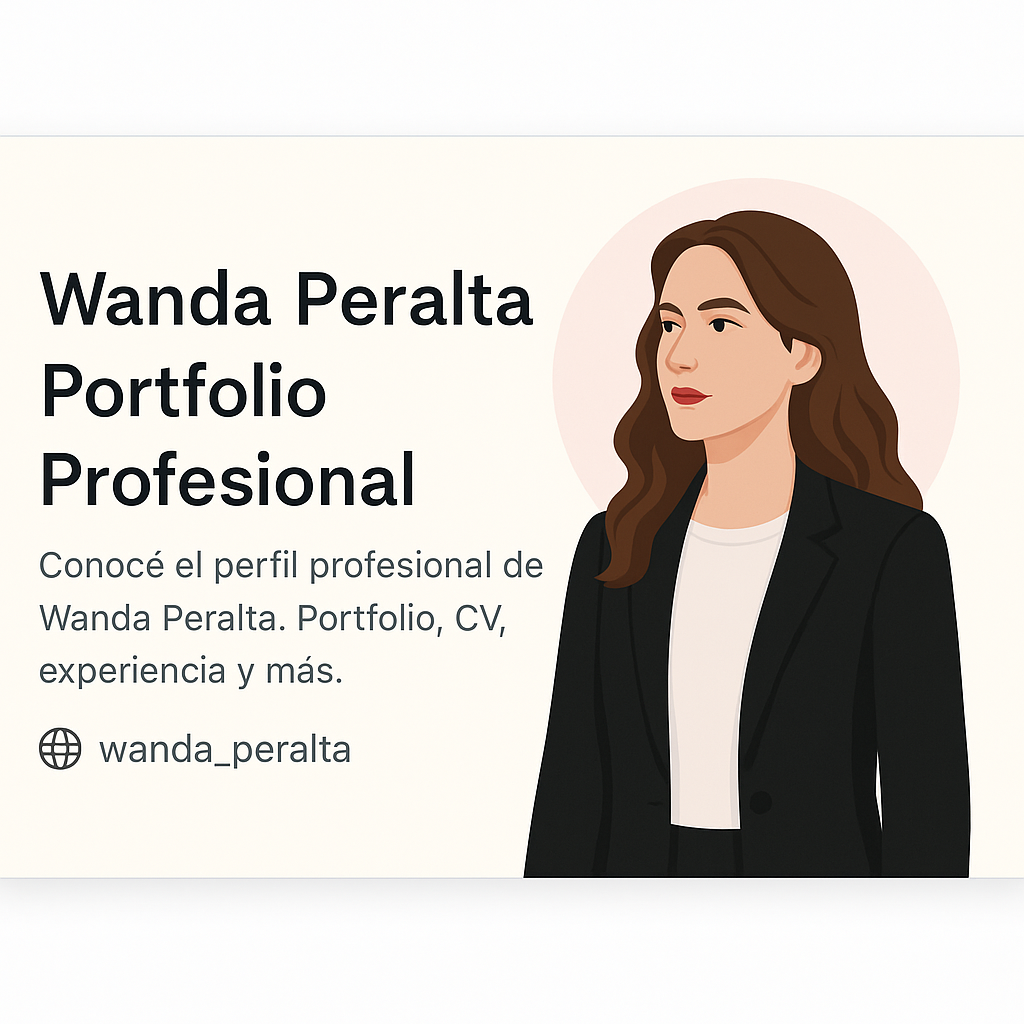 Wanda Peralta
Portfolio
Profesional
Conocé el perfil profesional de
Wanda Peralta. Portfolio, CV,
experiencia y más.
wanda_peralta